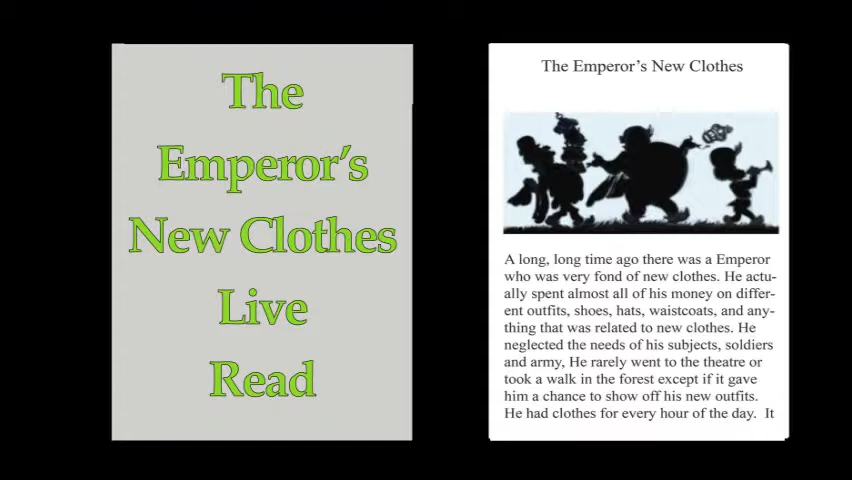 The
Emperor’s
New Clothes
Live
Read
The Emperor’s New Clothes
A long, long time ago there was a Emperor
who was very fond of new clothes. He actu-
ally spent almost all of his money on differ-
ent outfits, shoes, hats, waistcoats, and any-
thing that was related to new clothes. He
neglected the needs of his subjects, soldiers
and army, He rarely went to the theatre or
took a walk in the forest except if it gave
him a chance to show off his new outfits.
He had clothes for every hour of the day.  It